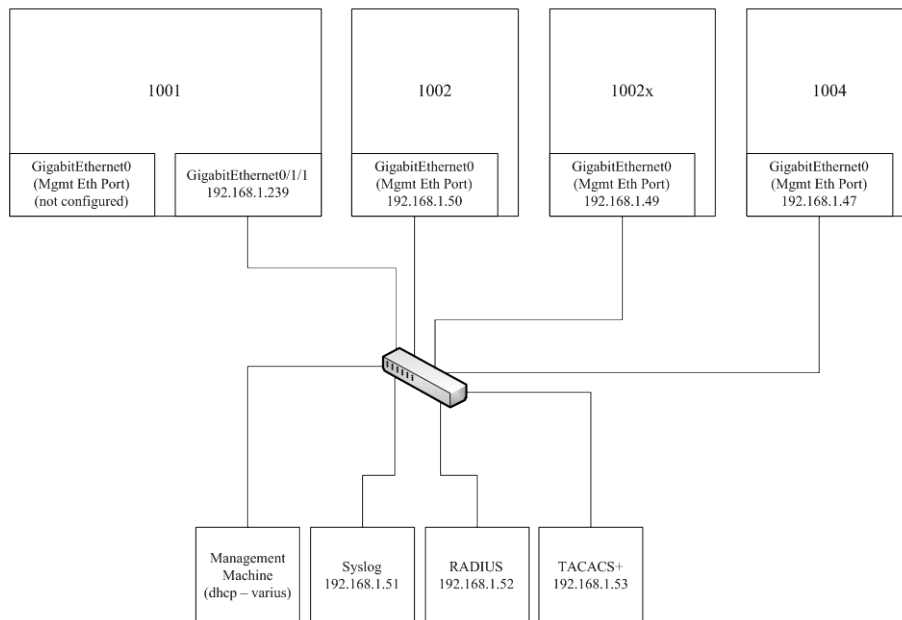 1001
1002
1002x
1004
GigabitEthernet0
(Mgmt Eth Port)
(not configured)
GigabitEthernet0/1/1
192.168.1.239
GigabitEthernet0
(Mgmt Eth Port)
192.168.1.50
GigabitEthernet0
(Mgmt Eth Port)
192.168.1.49
GigabitEthernet0
(Mgmt Eth Port)
192.168.1.47
Management
Machine
(dhcp – varius)
Syslog
192.168.1.51
RADIUS
192.168.1.52
TACACS+
192.168.1.53